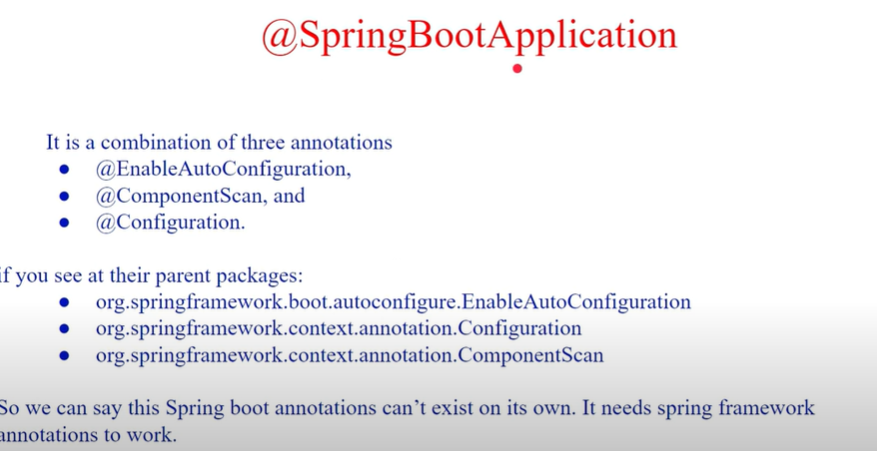 @SpringBootApplication
It is a combination of three annotations
● @EnableAutoConfiguration,
● @ComponentScan, and
● @Configuration.
if you see at their parent packages:
● org.springframework.boot.autoconfigure.EnableAutoConfiguration
● org.springframework.context.annotation.Configuration
● org.springframework.context.annotation.ComponentScan
So we can say this Spring boot annotations can’t exist on its own. It needs spring framework
annotations to work.